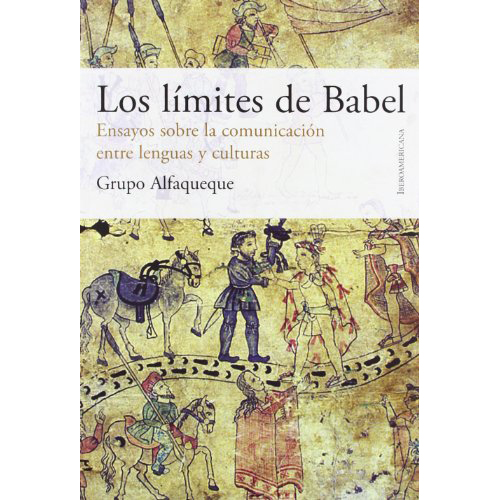 Los límites de Babel
Ensayos sobre la comunicación
entre lenguas y culturas
Grupo Alfaqueque
IBEROAMERICANA